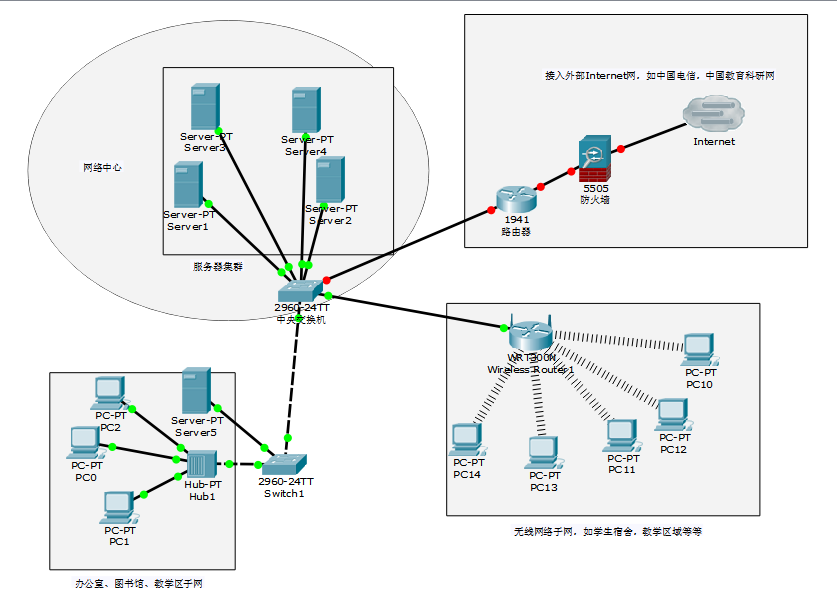 接入外部Internet网，如中国电信，中国教育科研网
Internet
5505
防火墙
1941
路由器
网络中心
Server-PT
Server3
Server-PT
Server4
Server-PT
Server1
Server-PT
Server2
服务器集群
2960-24TT
中央交换机
WRT300N
Wireless Router1
PC-PT
PC10
PC-PT
PC12
PC-PT
PC11
PC-PT
PC13
PC-PT
PC14
无线网络子网，如学生宿舍，教学区域等等
PC-PT
PC2
Server-PT
Server5
PC-PT
PC0
Hub-PT
Hub1
2960-24TT
Switch1
PC-PT
PC1
办公室、图书馆、教学区子网